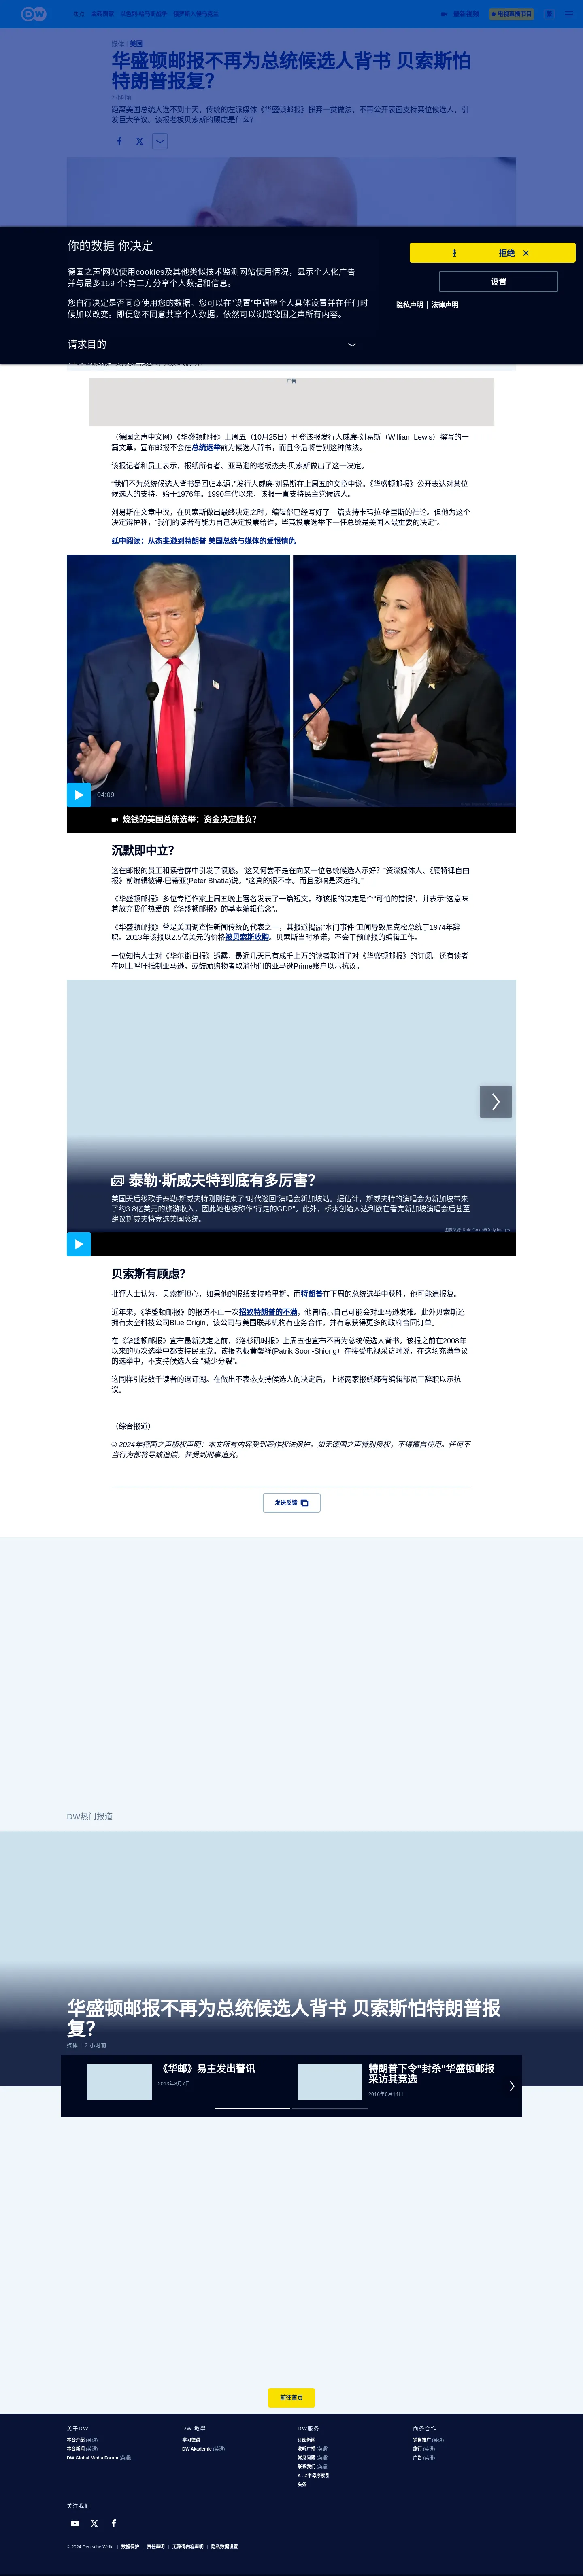 DW
最新视频
电视直播节目
媒体 | 美国
华盛顿邮报不再为总统候选人背书 贝索斯怕
特朗普报复?
2 小时前
距离美国总统大选不到十天，传统的左派媒体《华盛顿邮报》摒弃一贯做法，不再公开表面支持某位候选人，引
发巨大争议。该报老板贝索斯的顾虑是什么？
你的数据 你决定
德国之声'网站使用cookies及其他类似技术监测网站使用情况，显示个人化广告
并与最多169 个;第三方分享个人数据和信息。
您自行决定是否同意使用您的数据。您可以在“设置”中调整个人具体设置并在任何时
候加以改变。即便您不同意共享个人数据，依然可以浏览德国之声所有内容。
请求目的
拒绝
设置
隐私声明 | 法律声明
广告
（德国之声中文网）《华盛顿邮报》上周五（10月25日）刊登该报发行人威廉·刘易斯（William Lewis）撰写的一
篇文章，宣布邮报不会在总统选举前为候选人背书，而且今后将告别这种做法。
该报记者和员工表示，报纸所有者、亚马逊的老板杰夫·贝索斯做出了这一决定。
“我们不为总统候选人背书是回归本源，”发行人威廉·刘易斯在上周五的文章中说。《华盛顿邮报》公开表达对某位
候选人的支持，始于1976年。1990年代以来，该报一直支持民主党候选人。
刘易斯在文章中说，在贝索斯做出最终决定之时，编辑部已经写好了一篇支持卡玛拉·哈里斯的社论。但他为这个
决定辩护称，“我们的读者有能力自己决定投票给谁，毕竟投票选举下一任总统是美国人最重要的决定”。
延申阅读：从杰斐逊到特朗普 美国总统与媒体的爱恨情仇
04:09
烧钱的美国总统选举：资金决定胜负？
沉默即中立？
这在邮报的员工和读者群中引发了愤怒。“这又何尝不是在向某一位总统候选人示好？”资深媒体人、《底特律自由
报》前编辑彼得·巴蒂亚(Peter Bhatia)说。“这真的很不幸。而且影响是深远的。”
《华盛顿邮报》多位专栏作家上周五晚上署名发表了一篇短文，称该报的决定是个“可怕的错误”，并表示“这意味
着放弃我们热爱的《华盛顿邮报》的基本编辑信念”。
《华盛顿邮报》曾是美国调查性新闻传统的代表之一，其报道揭露“水门事件”丑闻导致尼克松总统于1974年辞
职。2013年该报以2.5亿美元的价格被贝索斯收购。贝索斯当时承诺，不会干预邮报的编辑工作。
一位知情人士对《华尔街日报》透露，最近几天已有成千上万的读者取消了对《华盛顿邮报》的订阅。还有读者
在网上呼吁抵制亚马逊，或鼓励购物者取消他们的亚马逊Prime账户以示抗议。
泰勒·斯威夫特到底有多厉害？
美国天后级歌手泰勒·斯威夫特刚刚结束了“时代巡回”演唱会新加坡站。据估计，斯威夫特的演唱会为新加坡带来
了约3.8亿美元的旅游收入，因此她也被称作“行走的GDP”。此外，桥水创始人达利欧在看完新加坡演唱会后甚至
建议斯威夫特竞选美国总统。
图像来源: Kate Green/Getty Images
贝索斯有顾虑？
批评人士认为，贝索斯担心，如果他的报纸支持哈里斯，而特朗普在下周的总统选举中获胜，他可能遭报复。
近年来，《华盛顿邮报》的报道不止一次招致特朗普的不满，他曾暗示自己可能会对亚马逊发难。此外贝索斯还
拥有太空科技公司Blue Origin，该公司与美国联邦机构有业务合作，并有意获得更多的政府合同订单。
在《华盛顿邮报》宣布最新决定之前，《洛杉矶时报》上周五也宣布不再为总统候选人背书。该报之前在2008年
以来的历次选举中都支持民主党。该报老板黄馨祥(Patrik Soon-Shiong）在接受电视采访时说，在这场充满争议
的选举中，不支持候选人会 “减少分裂”。
这同样引起数千读者的退订潮。在做出不表态支持候选人的决定后，上述两家报纸都有编辑部员工辞职以示抗
议。
（综合报道）
© 2024年德国之声版权声明：本文所有内容受到著作权法保护，如无德国之声特别授权，不得擅自使用。任何不
当行为都将导致追偿，并受到刑事追究。
发送反馈
DW热门报道
华盛顿邮报不再为总统候选人背书 贝索斯怕特朗普报
复?
媒体 | 2 小时前
《华邮》易主发出警讯
2013年8月7日
特朗普下令"封杀"华盛顿邮报
采访其竞选
2016年6月14日
前往首页
关于DW
本台介绍 (英语)
本台新闻 (英语)
DW Global Media Forum (英语)
DW 教學
学习德语
DW Akademie (英语)
DW服务
订阅新闻
收听广播 (英语)
常见问题 (英语)
联系我们 (英语)
A - Z字母序索引
头条
商务合作
销售推广 (英语)
旅行 (英语)
广告 (英语)
关注我们
© 2024 Deutsche Welle | 数据保护 | 责任声明 | 无障碍内容声明 | 隐私数据设置